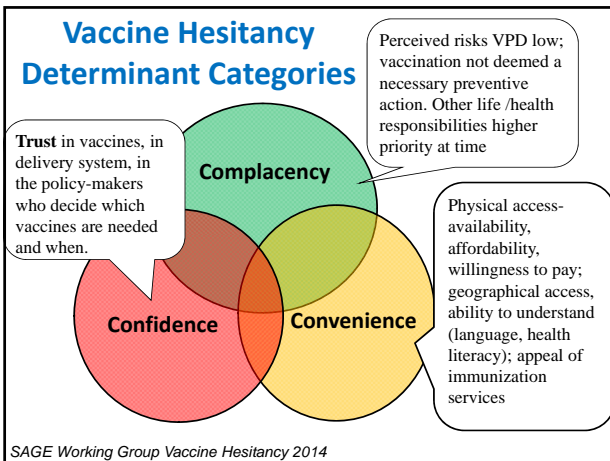 Vaccine Hesitancy
Determinant Categories
Perceived risks VPD low;
vaccination not deemed a
necessary preventive
action. Other life /health
responsibilities higher
priority at time
Trust in vaccines, in
delivery system, in
the policy-makers
who decide which
vaccines are needed
and when.
Complacency
Physical access-
availability,
affordability,
willingness to pay;
geographical access,
ability to understand
(language, health
literacy); appeal of
immunization
services
Confidence
Convenience
SAGE Working Group Vaccine Hesitancy 2014